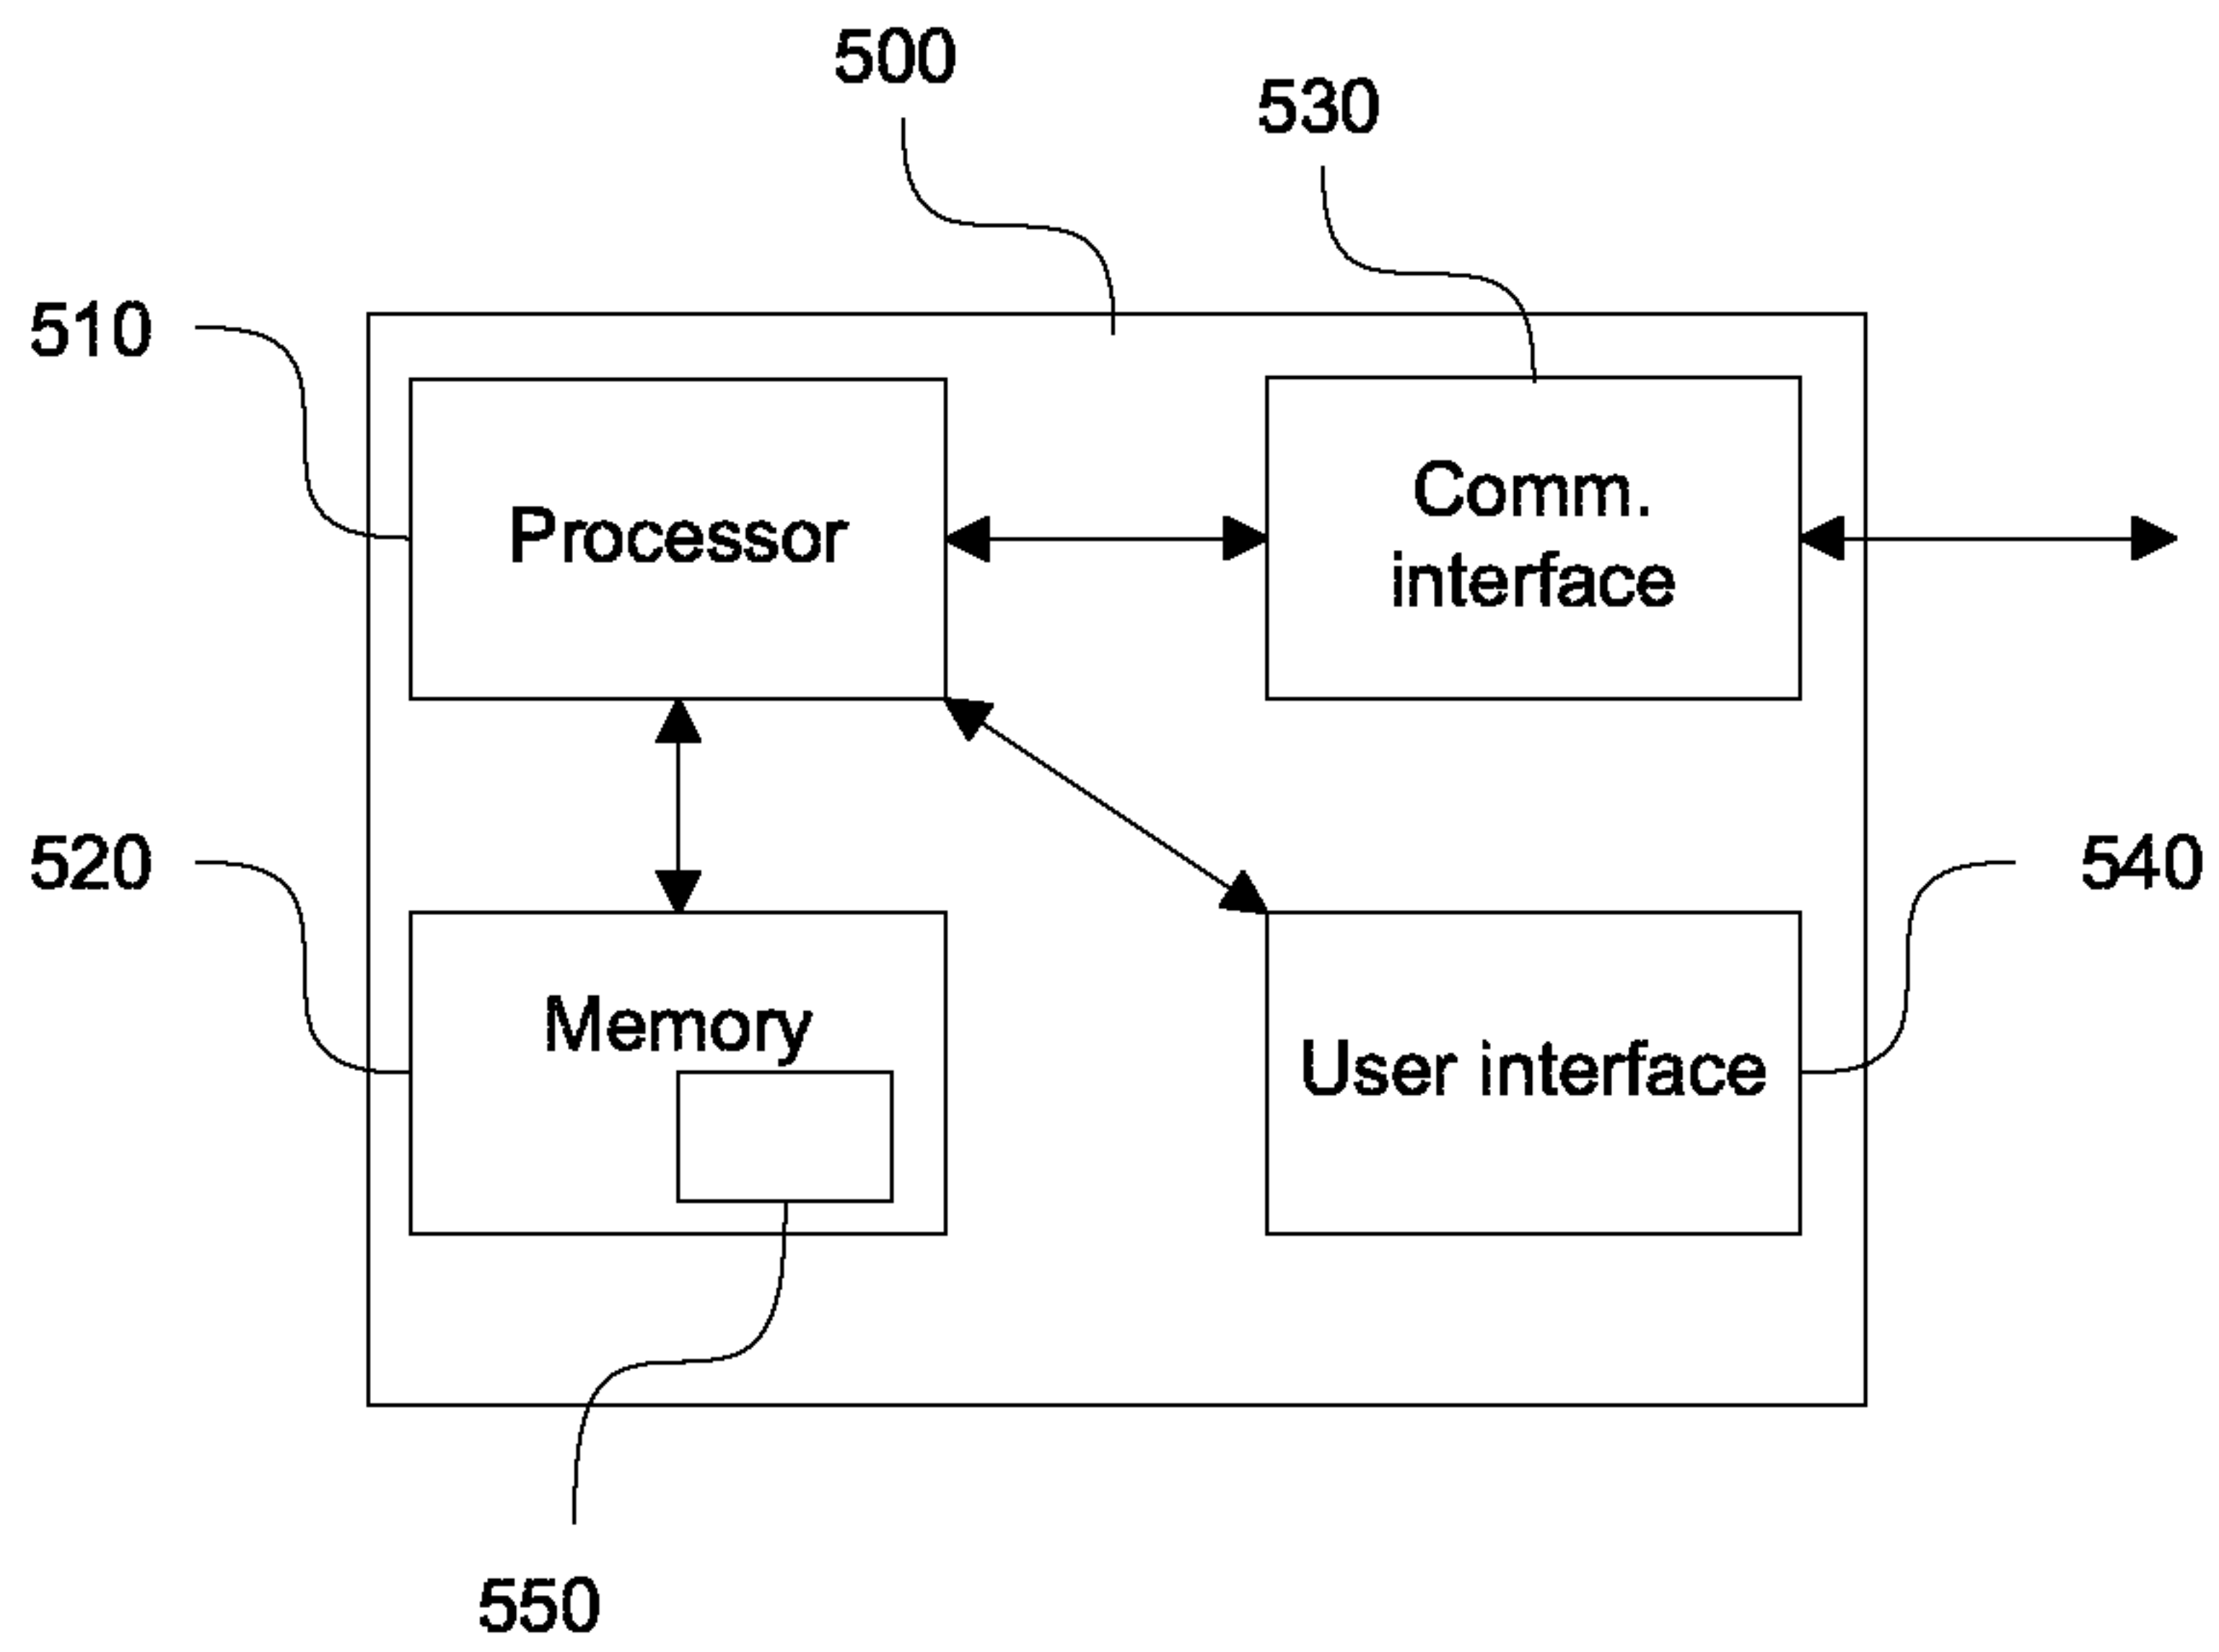 500
530
510
Processor
Comm.
interface
520
540
Memory
User interface
550